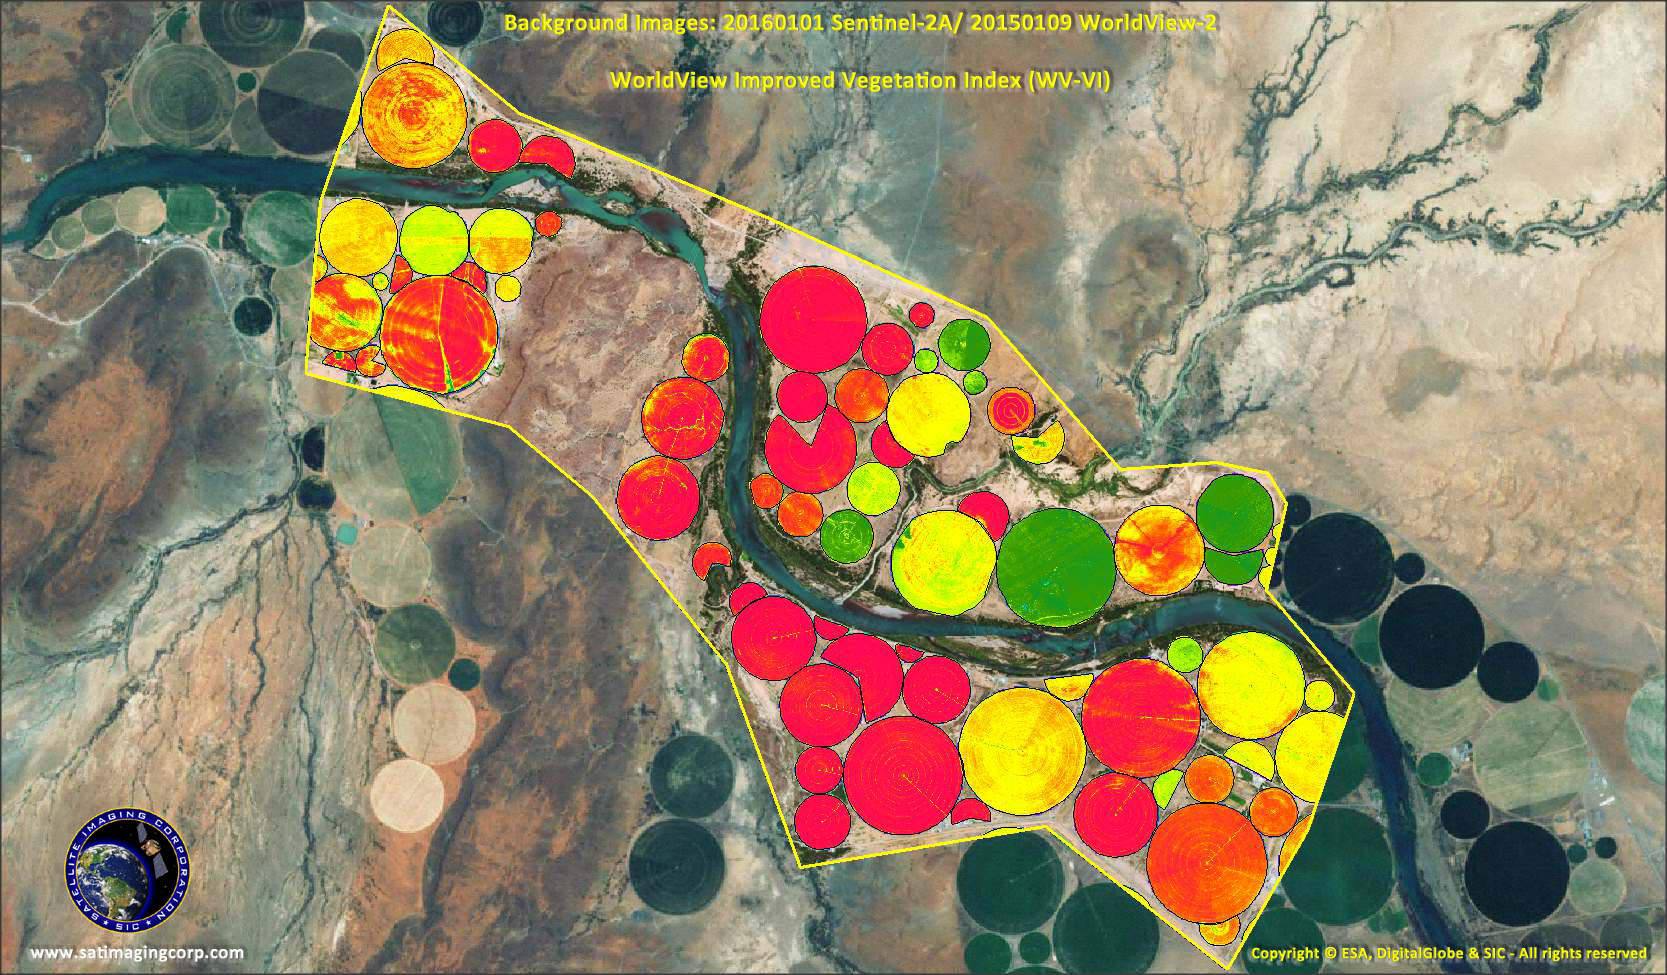 Background Images: 20160101 Sentinel-2A/ 20150109 WorldView-2
WorldView Improved Vegetation Index (WV-VI)
SATELLITE IMAGING CORPORATION
SIC
www.satimagingcorp.com
Copyright © ESA, DigitalGlobe & SIC - All rights reserved